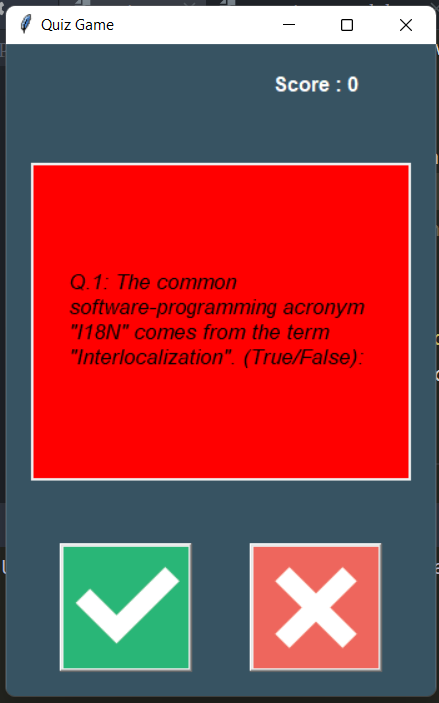 Quiz Game
Score : 0
Q.1: The common
software-programming acronym
"I18N" comes from the term
"Interlocalization". (True/False):